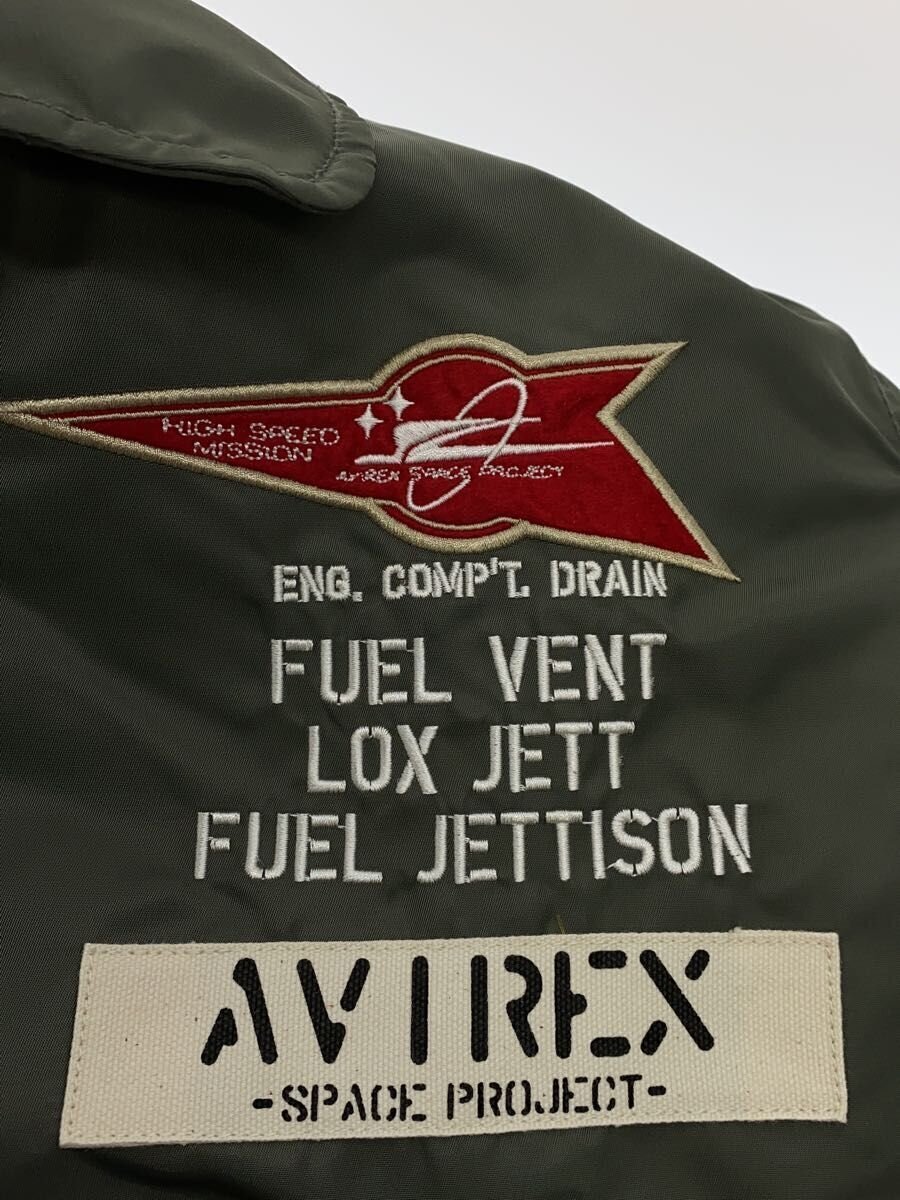 HIGH SPEED
MISSION
AVIREX SPACE PROJECT
ENG. COMP'T. DRAIN
FUEL VENT
LOX JETT
FUEL JETTISON
AVIREX
-SPACE PROJECT-